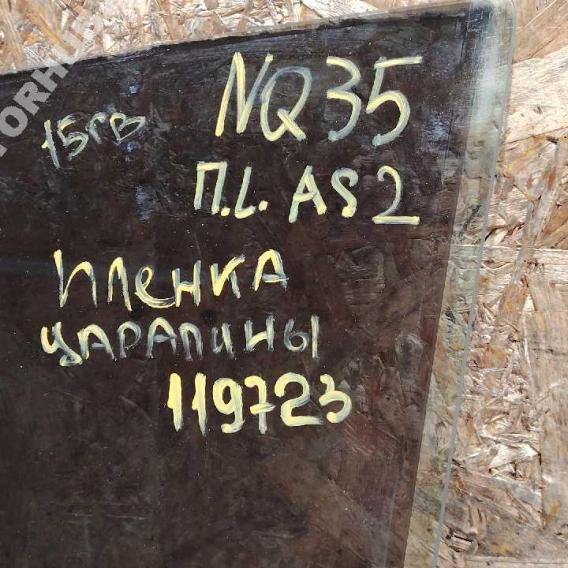 15гв NQ35
П.L. AS2
ПЛЕНКА
ЦАРАПИНЫ
119723